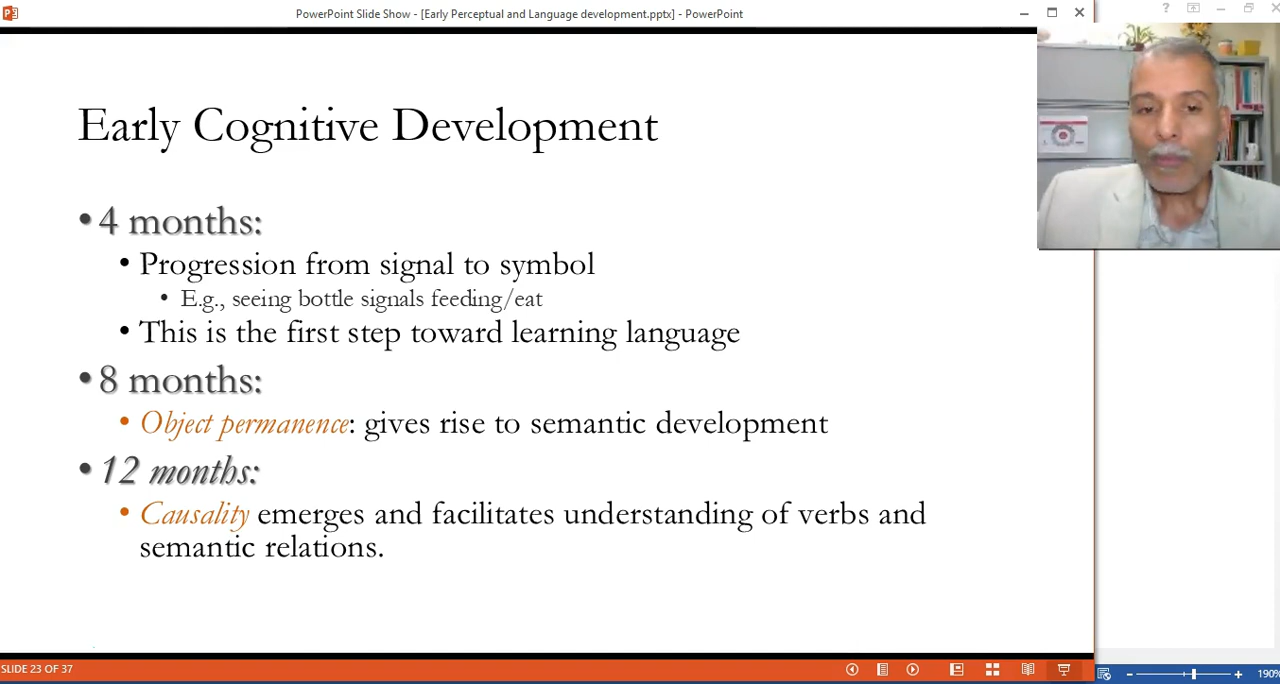 PowerPoint Slide Show - [Early Perceptual and Language development.pptx] - PowerPoint
Early Cognitive Development
• 4 months:
• Progression from signal to symbol
• E.g., seeing bottle signals feeding/eat
• This is the first step toward learning language
• 8 months:
• Object permanence: gives rise to semantic development
• 12 months:
• Causality emerges and facilitates understanding of verbs and
semantic relations.
SLIDE 23 OF 37
190%